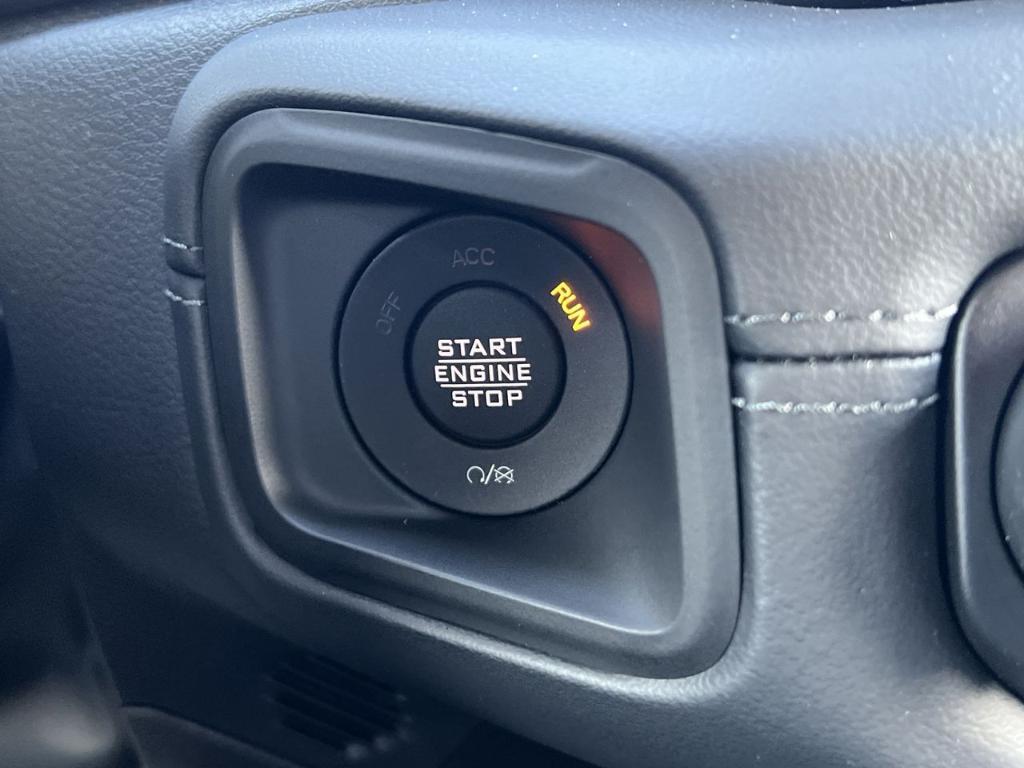 ACC
OFF
RUN
START
ENGINE
STOP